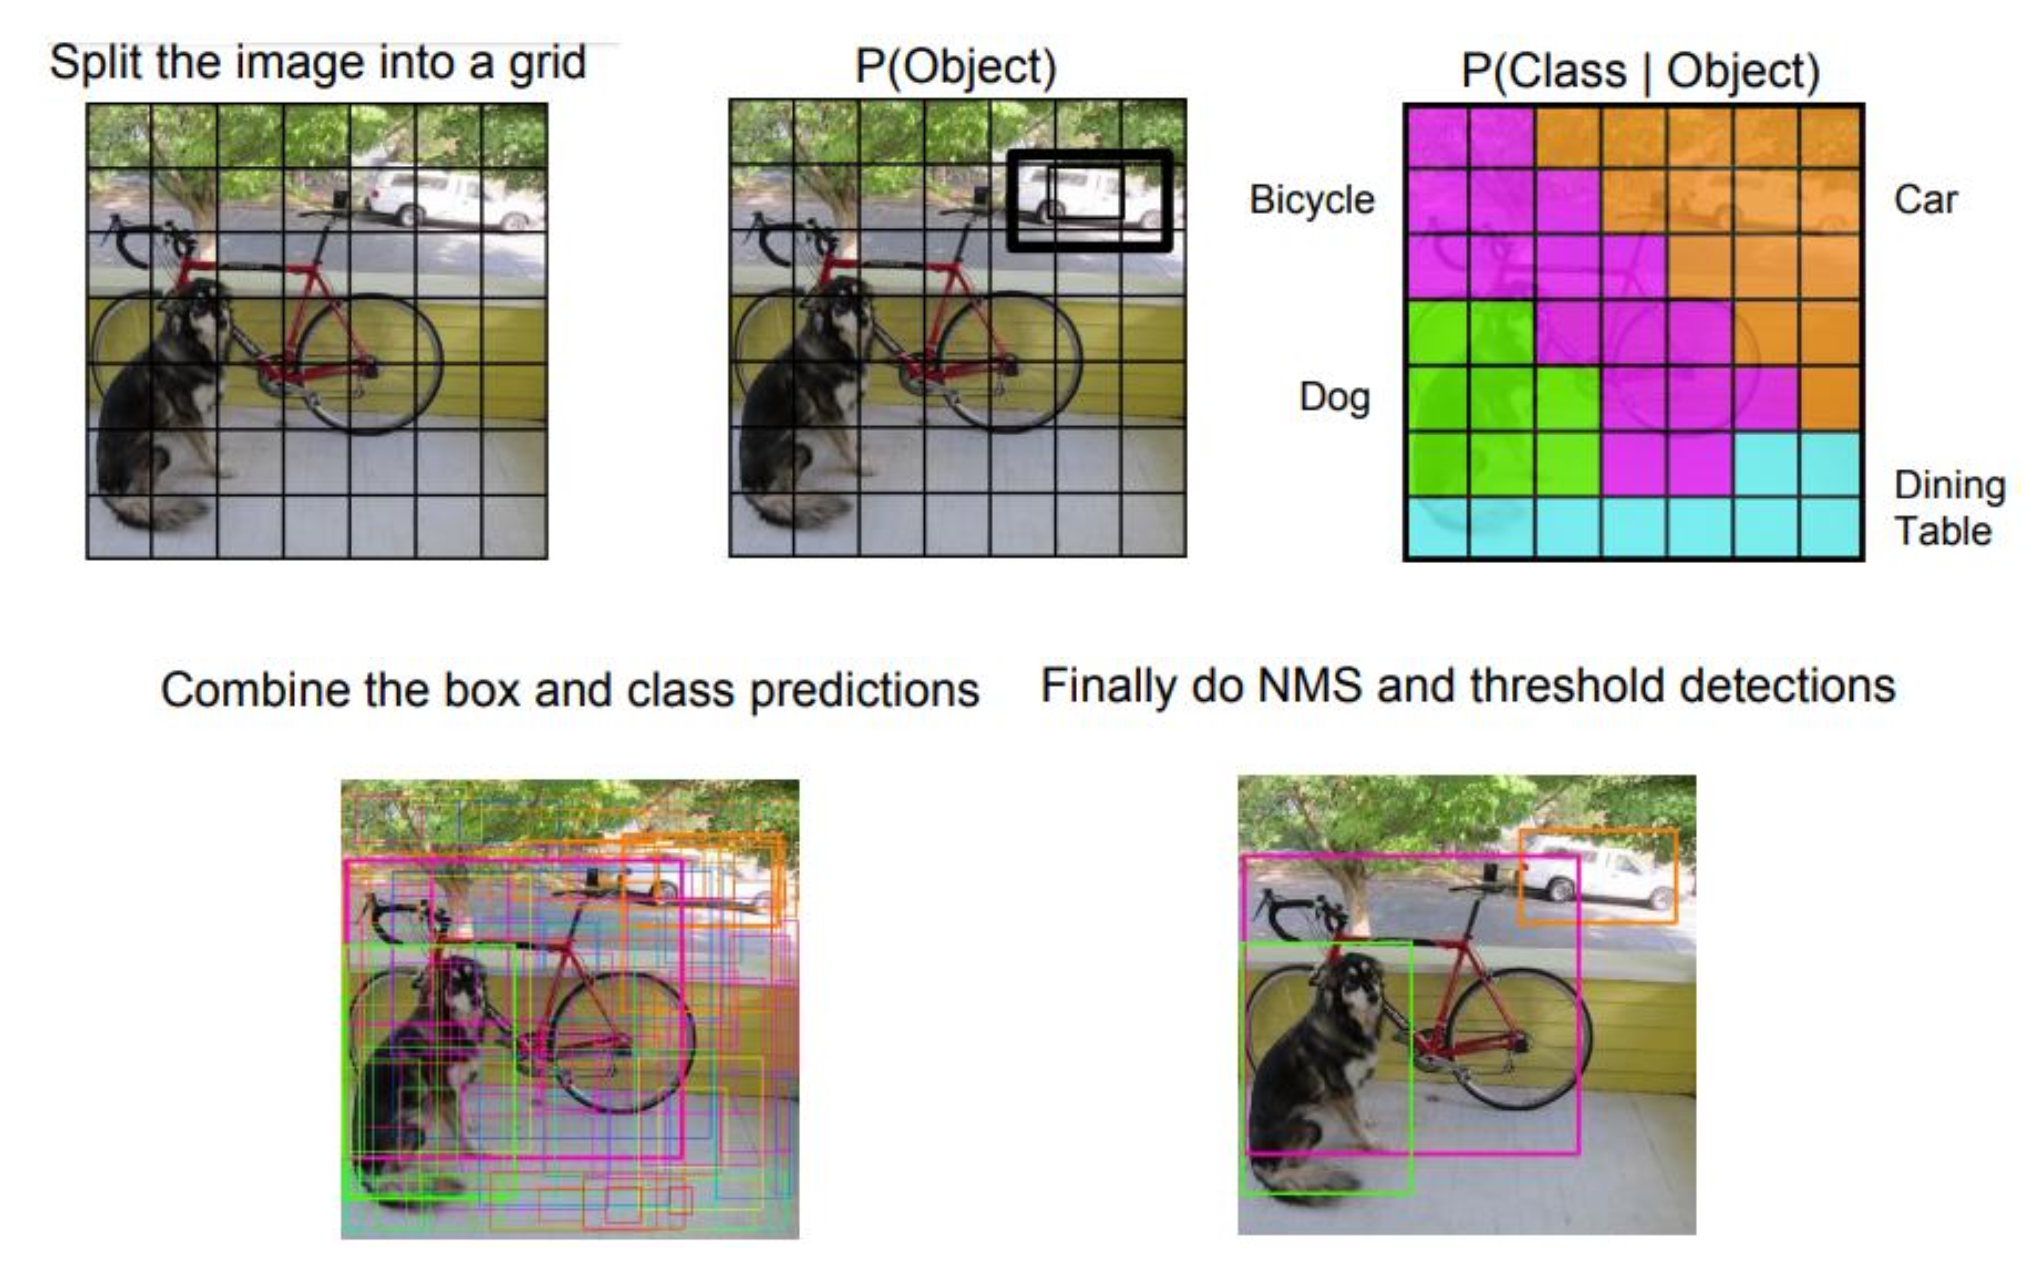 Split the image into a grid
P(Object)
P(Class | Object)
Bicycle
Car
Dog
Dining
Table
Combine the box and class predictions
Finally do NMS and threshold detections